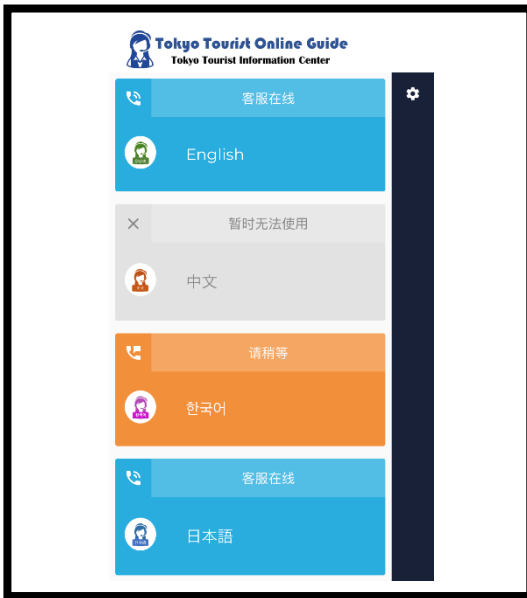 Tokyo Tourist Online Guide
Tokyo Tourist Information Center
客服在线
English
暂时无法使用
中文
请稍等
한국어
客服在线
日本語